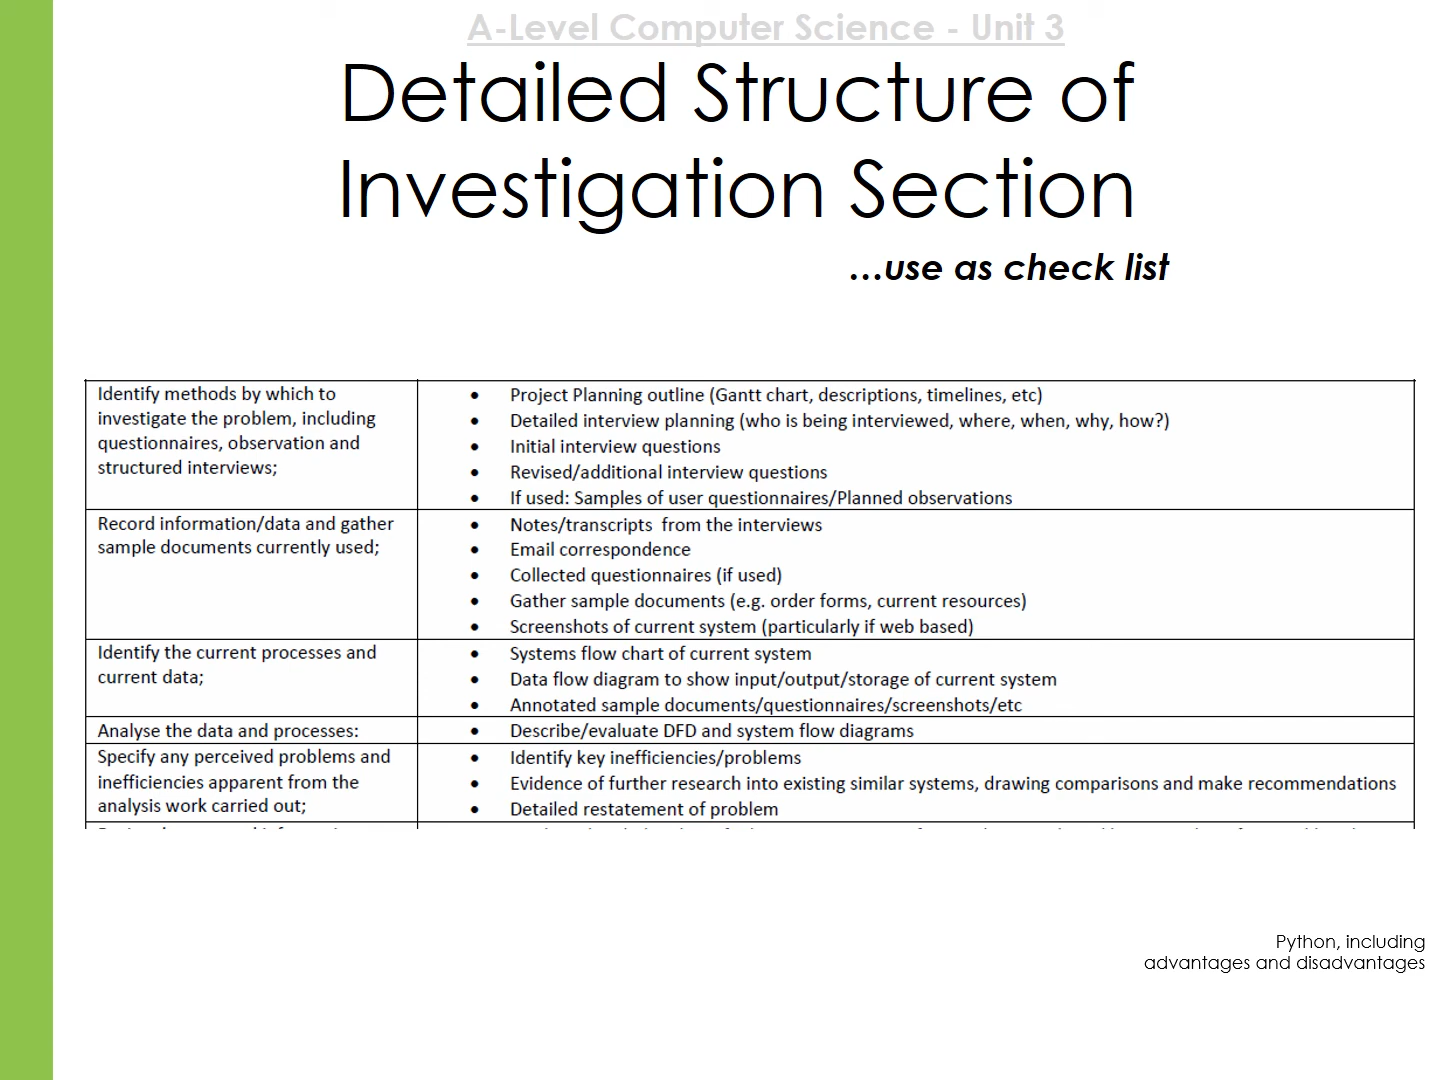 A-Level Computer Science - Unit 3
Detailed Structure of
Investigation Section
...use as check list
Identify methods by which to
investigate the problem, including
questionnaires, observation and
structured interviews;
• Project Planning outline (Gantt chart, descriptions, timelines, etc)
• Detailed interview planning (who is being interviewed, where, when, why, how?)
• Initial interview questions
• Revised/additional interview questions
• If used: Samples of user questionnaires/Planned observations
Record information/data and gather
sample documents currently used;
• Notes/transcripts from the interviews
• Email correspondence
• Collected questionnaires (if used)
• Gather sample documents (e.g. order forms, current resources)
• Screenshots of current system (particularly if web based)
Identify the current processes and
current data;
• Systems flow chart of current system
• Data flow diagram to show input/output/storage of current system
• Annotated sample documents/questionnaires/screenshots/etc
Analyse the data and processes:
• Describe/evaluate DFD and system flow diagrams
Specify any perceived problems and
inefficiencies apparent from the
analysis work carried out;
• Identify key inefficiencies/problems
• Evidence of further research into existing similar systems, drawing comparisons and make recommendations
• Detailed restatement of problem
Python, including
advantages and disadvantages